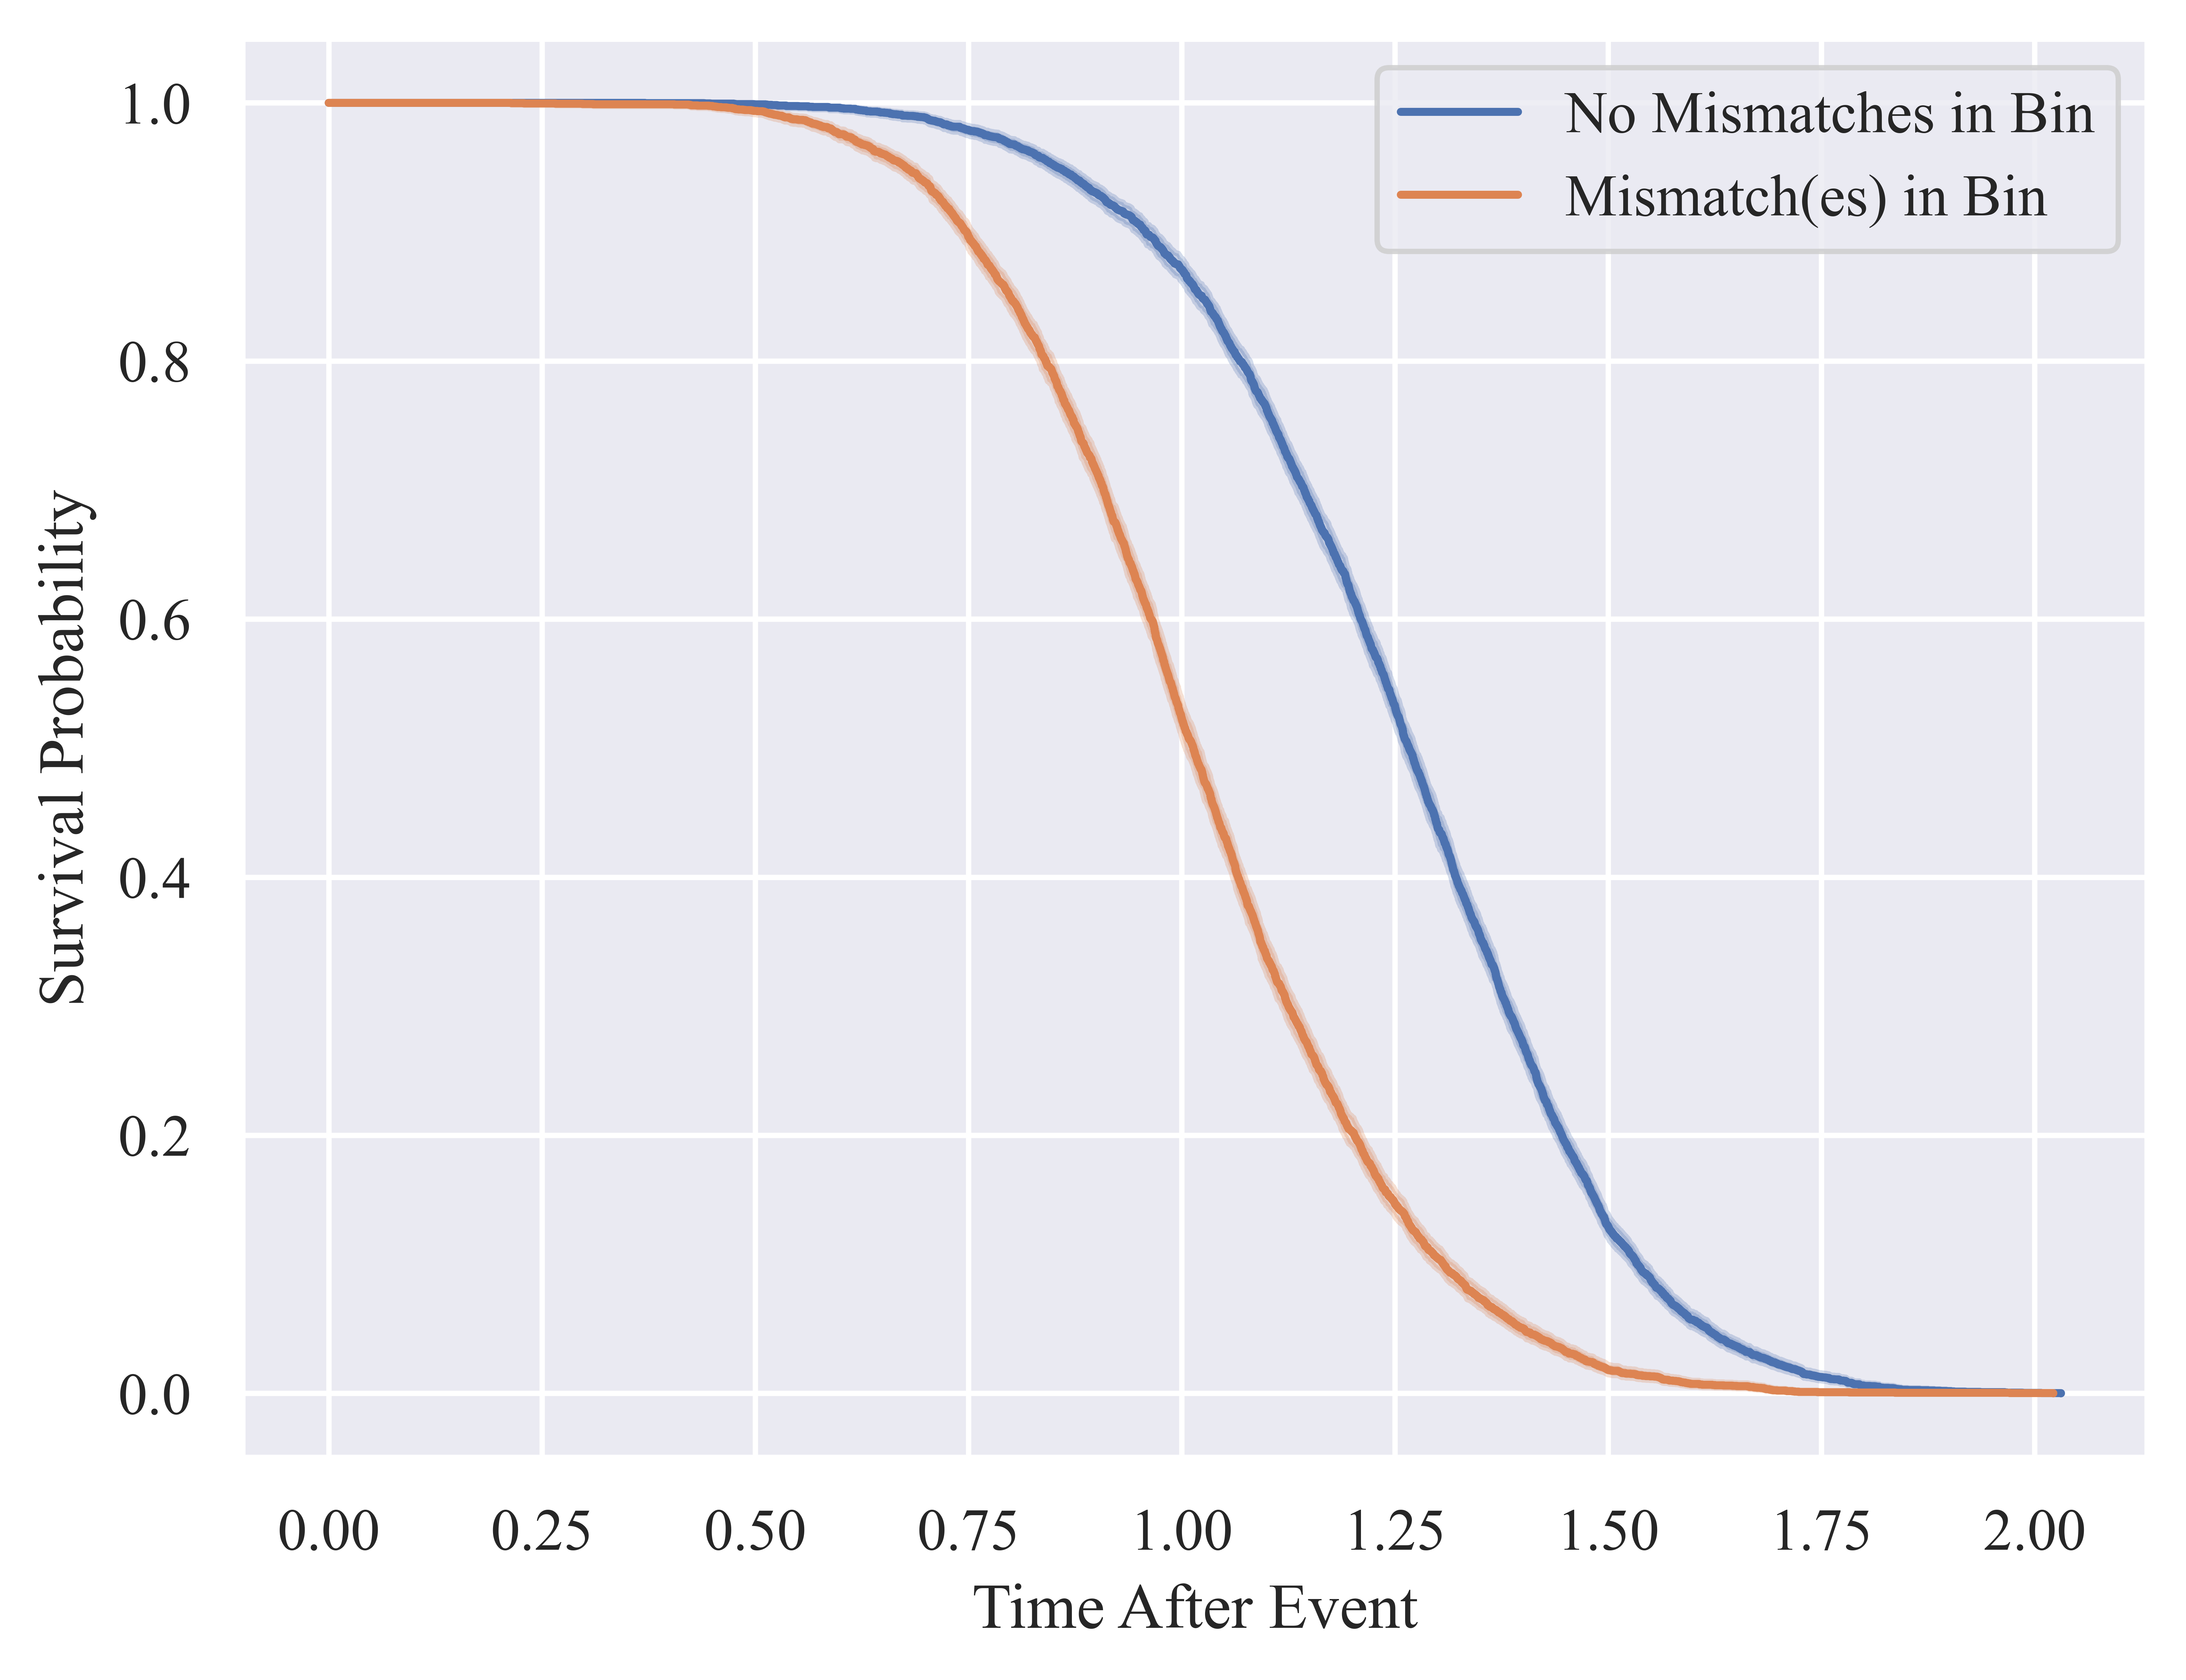 No Mismatches in Bin
Mismatch(es) in Bin
1.0
0.8
0.6
0.4
0.2
0.0
Survival Probability
0.00 0.25 0.50 0.75 1.00 1.25 1.50 1.75 2.00
Time After Event